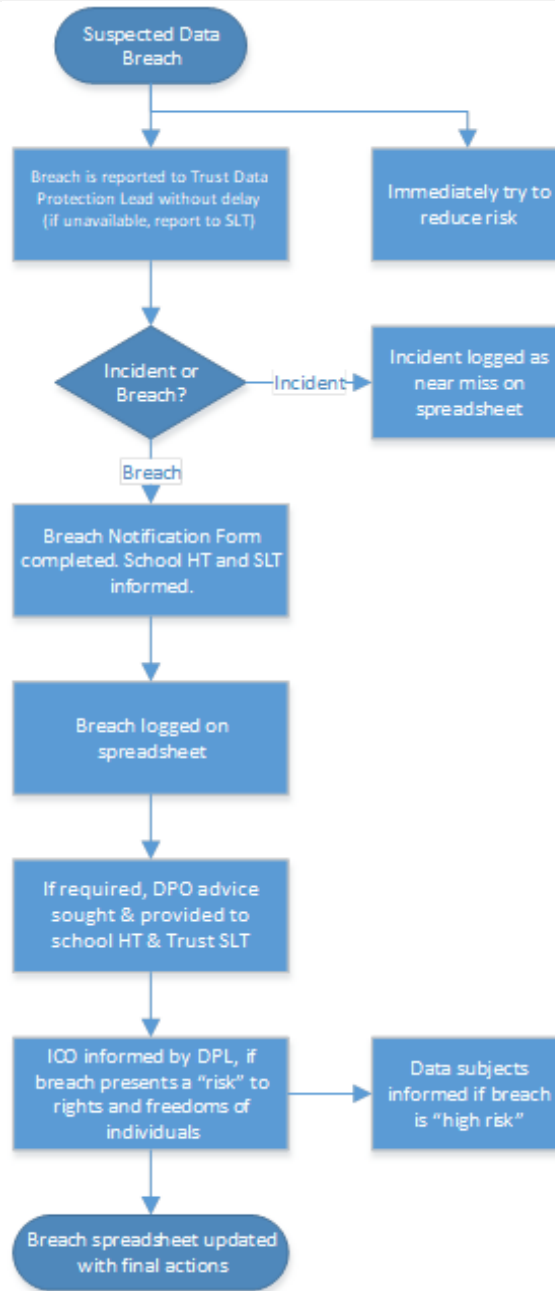 Suspected Data
Breach
Breach is reported to Trust Data
Protection Lead without delay
(if unavailable, report to SLT)
Immediately try to
reduce risk
Incident or
Breach?
Incident
Incident logged as
near miss on
spreadsheet
Breach
Breach Notification Form
completed. School HT and SLT
informed.
Breach logged on
spreadsheet
If required, DPO advice
sought & provided to
school HT & Trust SLT
ICO informed by DPL, if
breach presents a “risk” to
rights and freedoms of
individuals
Data subjects
informed if breach
is “high risk”
Breach spreadsheet updated
with final actions